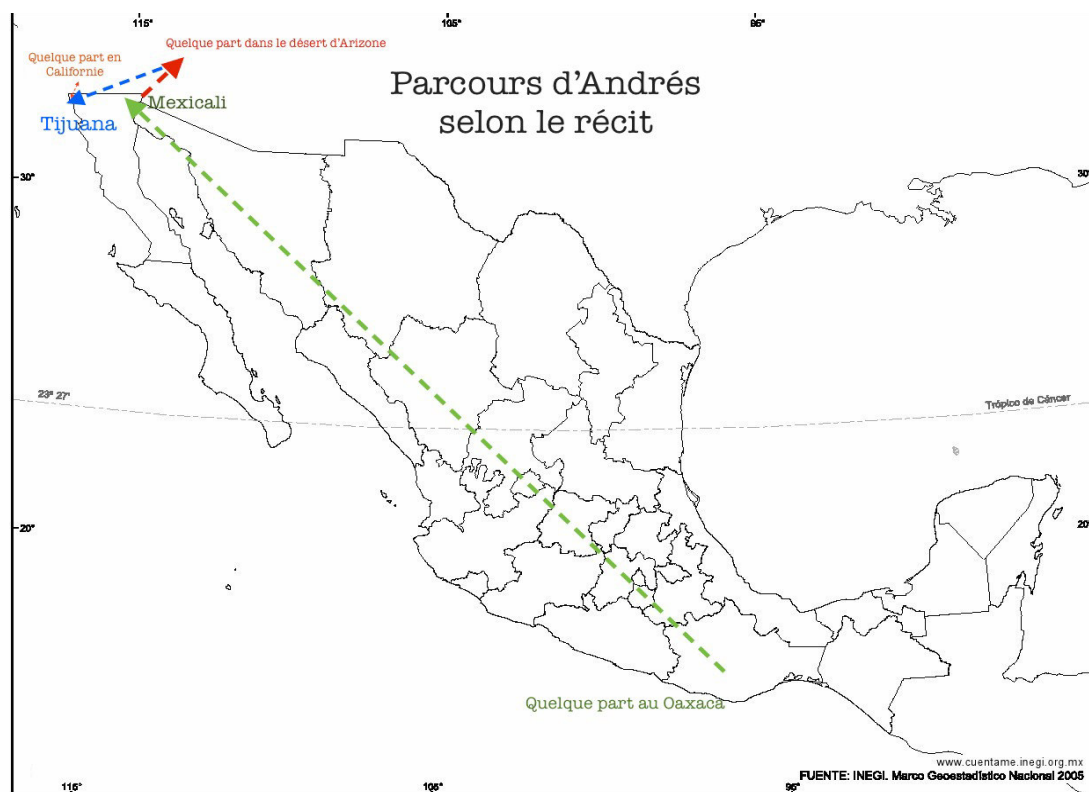 115°
105°
95°
Quelque part dans le désert d'Arizone
Quelque part en
Californie
Parcours d'Andrés
selon le récit
Mexicali
Tijuana
30°
30°
23° 27'
Trópico de Cáncer
20°
20°
Quelque part au Oaxaca
www.cuentame.inegi.org.mx
FUENTE: INEGI. Marco Geoestadístico Nacional 2005
115°
105°
95°